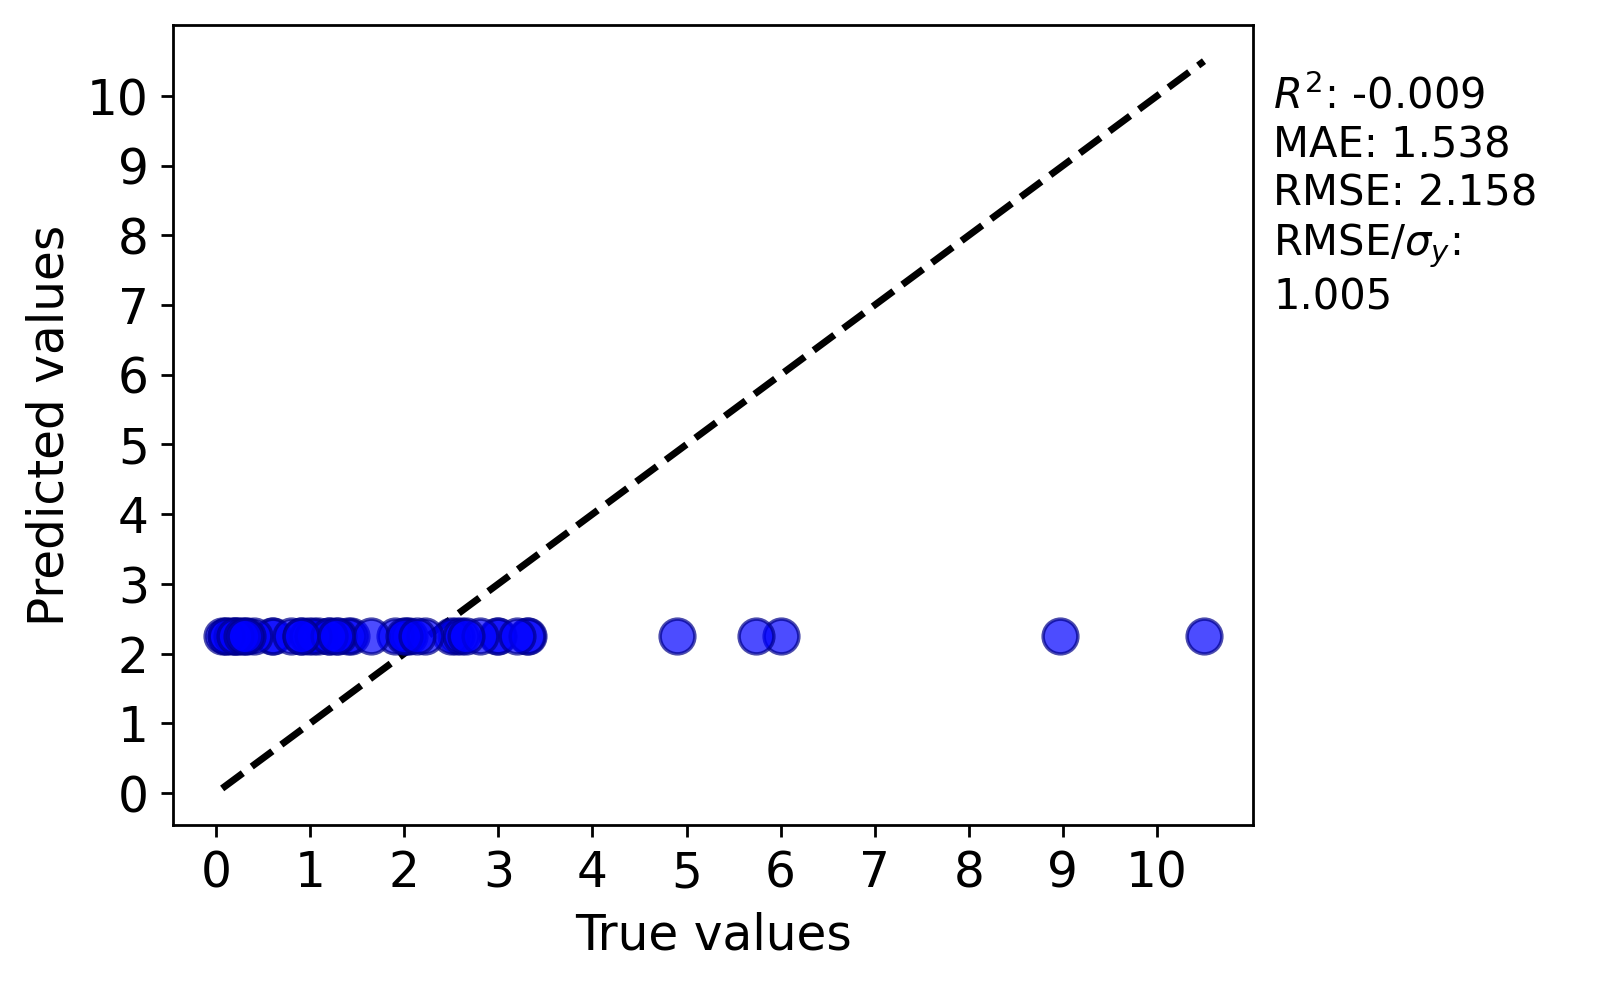 R²: -0.009
MAE: 1.538
RMSE: 2.158
RMSE/σy:
1.005
10
9
8
7
6
5
4
3
2
1
0
Predicted values
0 1 2 3 4 5 6 7 8 9 10
True values